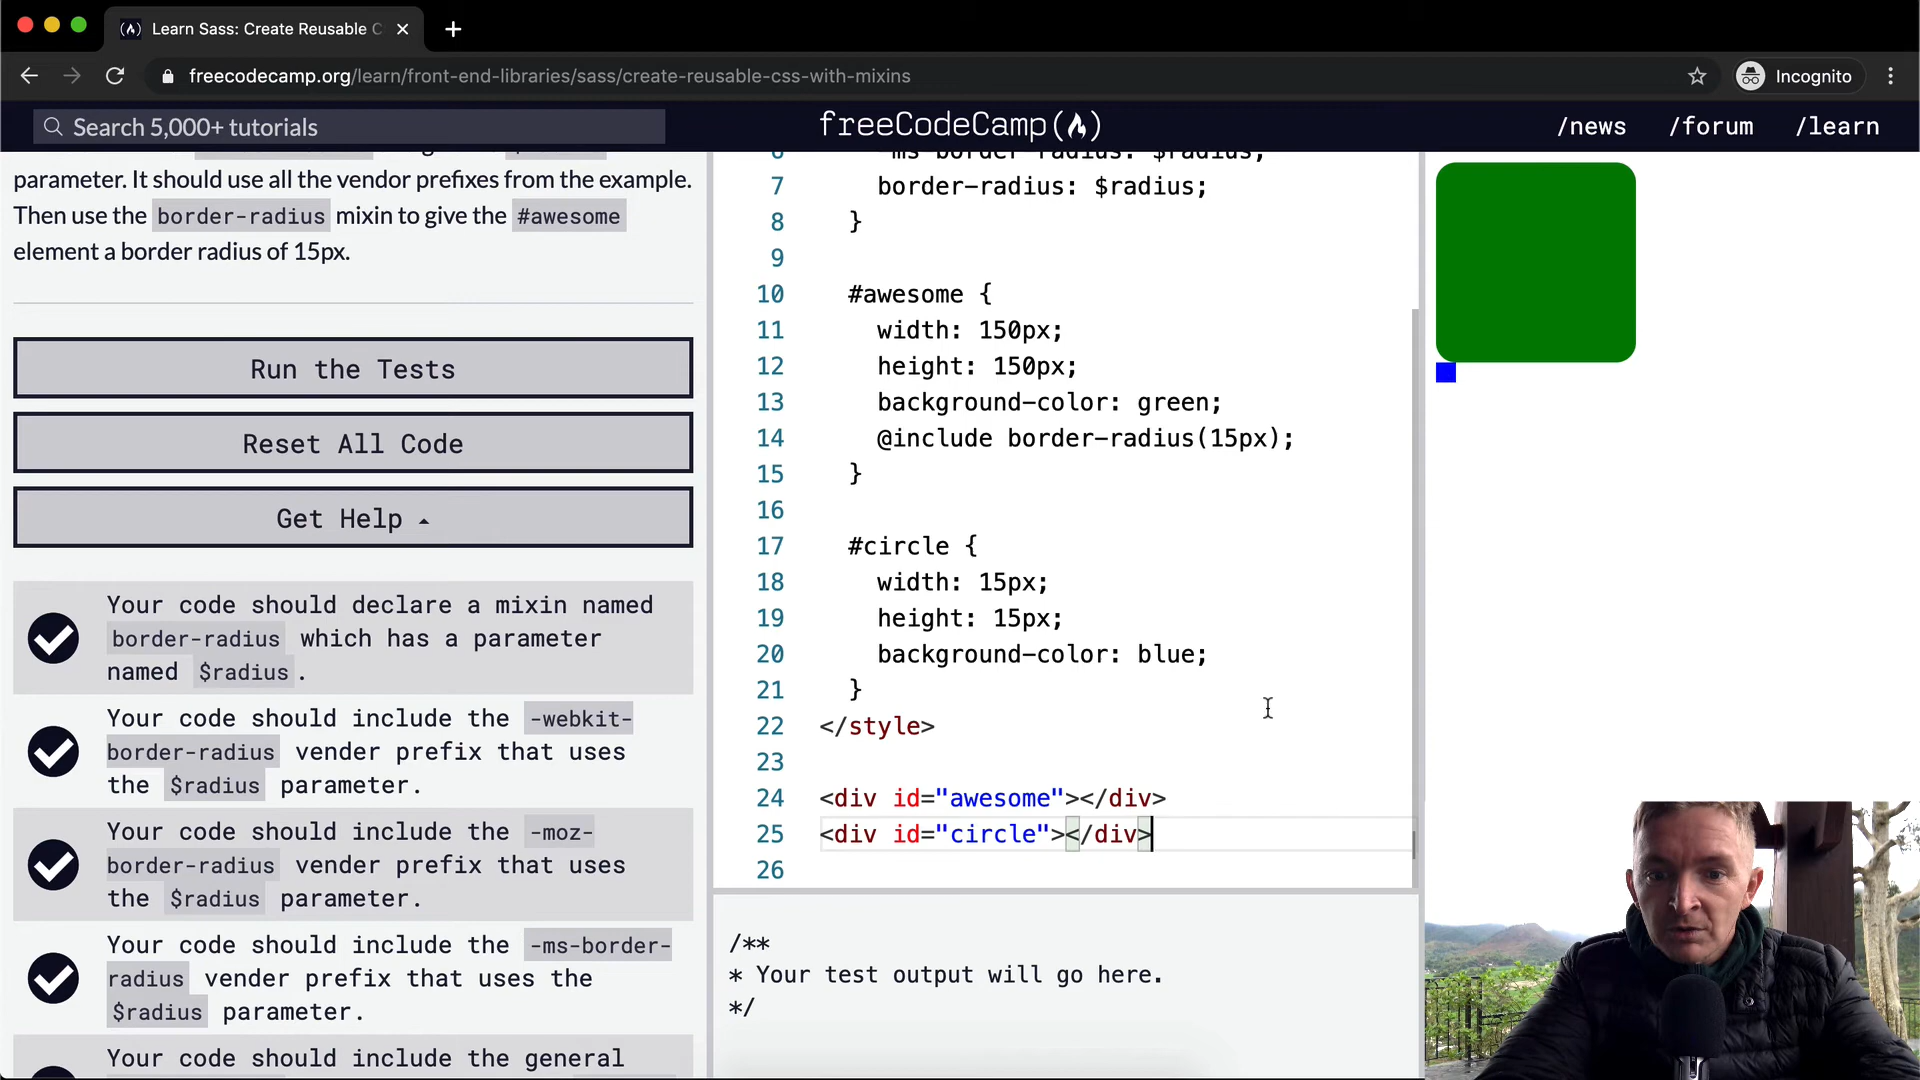 Learn Sass: Create Reusable C
freecodecamp.org/learn/front-end-libraries/sass/create-reusable-css-with-mixins
Incognito
Search 5,000+ tutorials
freeCodeCamp
/news
/forum
/learn
parameter. It should use all the vendor prefixes from the example.
Then use the border-radius mixin to give the #awesome
element a border radius of 15px.
Run the Tests
Reset All Code
Get Help
Your code should declare a mixin named
border-radius which has a parameter
named $radius.
Your code should include the -webkit-
border-radius vender prefix that uses
the $radius parameter.
Your code should include the -moz-
border-radius vender prefix that uses
the $radius parameter.
Your code should include the -ms-border-
radius vender prefix that uses the
$radius parameter.
Your code should include the general
6 -ms-border-radius: $radius;
7 border-radius: $radius;
8 }
9
10 #awesome {
11 width: 150px;
12 height: 150px;
13 background-color: green;
14 @include border-radius(15px);
15 }
16
17 #circle {
18 width: 15px;
19 height: 15px;
20 background-color: blue;
21 }
22 </style>
23
24 <div id="awesome"></div>
25 <div id="circle"></div>
26
/**
* Your test output will go here.
*/